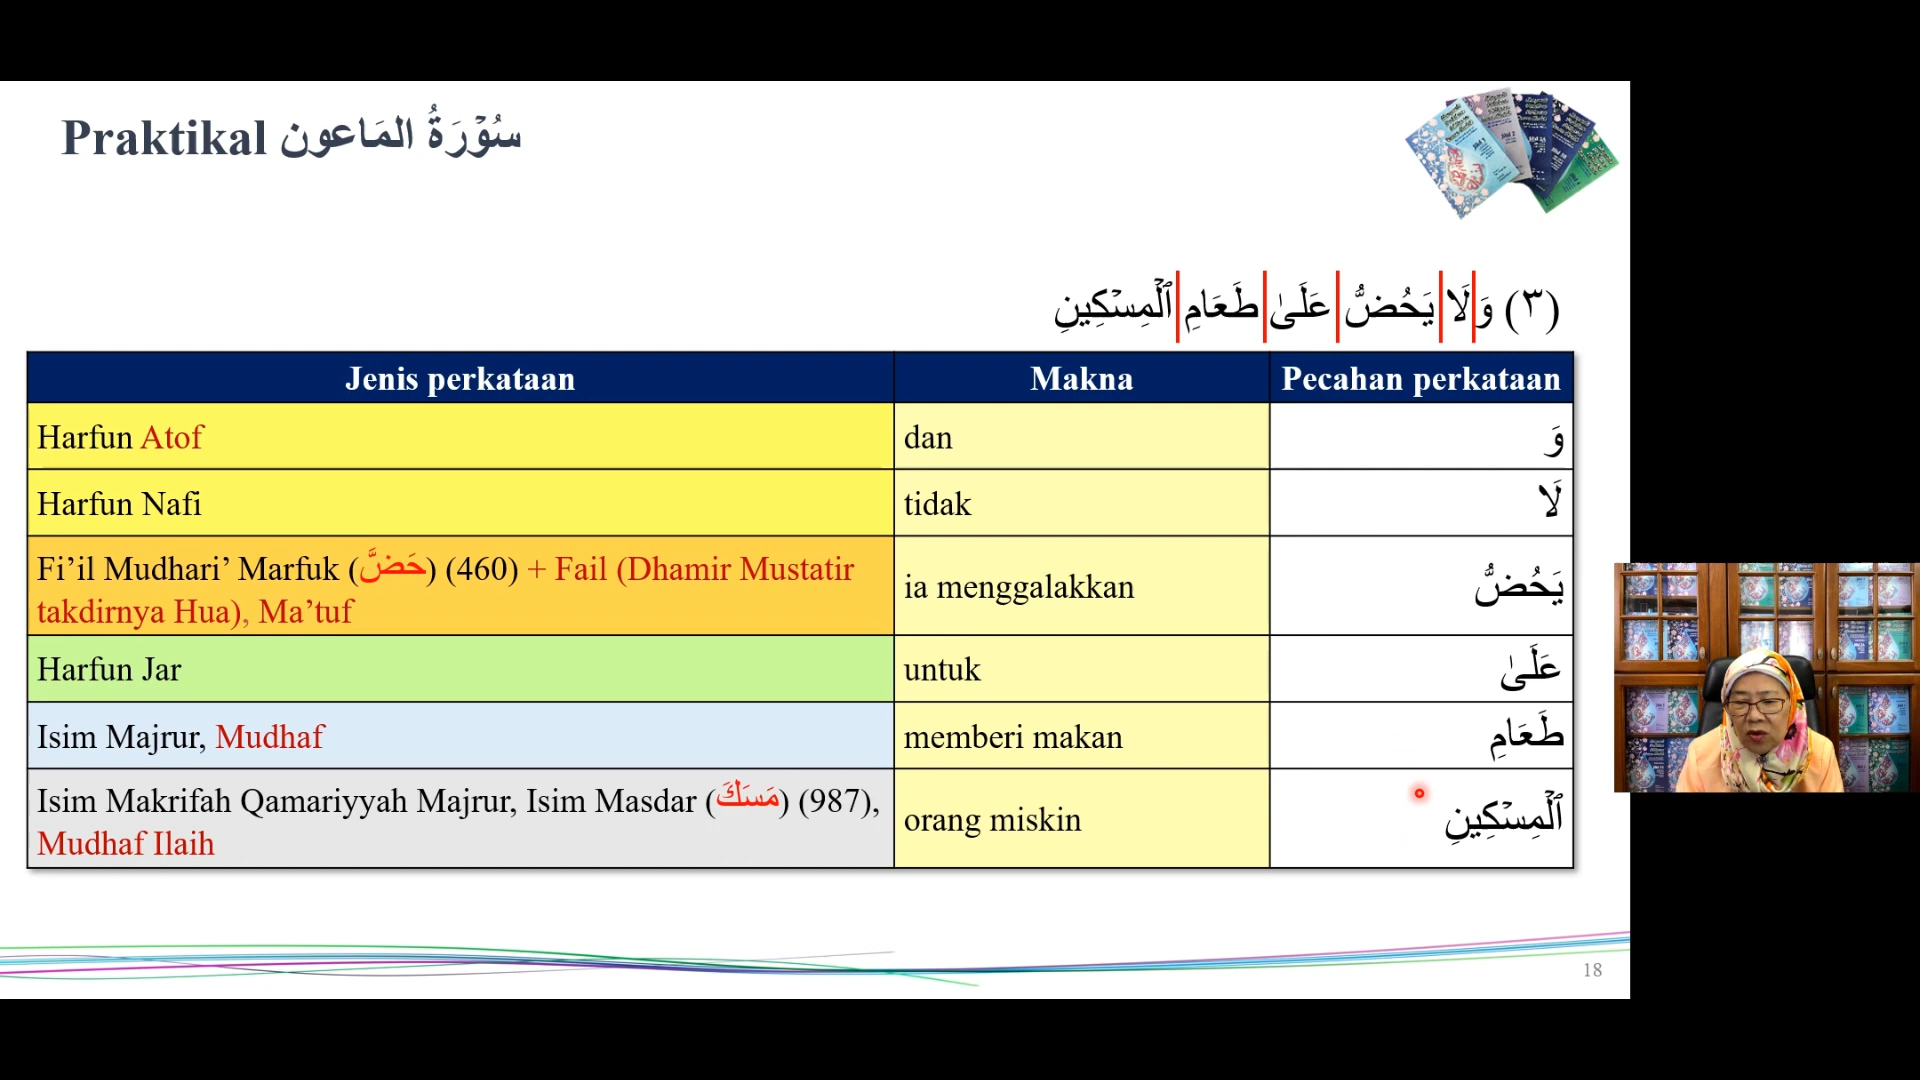 Praktikal سُوْرَةُ المَاعون
(٣) وَلَا يَحُضُّ عَلَىٰ طَعَامِ ٱلْمِسْكِينِ
Jenis perkataan Makna Pecahan perkataan
Harfun Atof dan وَ
Harfun Nafi tidak لَا
Fi’il Mudhari’ Marfuk (حَضَّ) (460) + Fail (Dhamir Mustatir
takdirnya Hua), Ma’tuf ia menggalakkan يَحُضُّ
Harfun Jar untuk عَلَىٰ
Isim Majrur, Mudhaf memberi makan طَعَامِ
Isim Makrifah Qamariyyah Majrur, Isim Masdar (مَسَكَ) (987),
Mudhaf Ilaih orang miskin ٱلْمِسْكِينِ
18